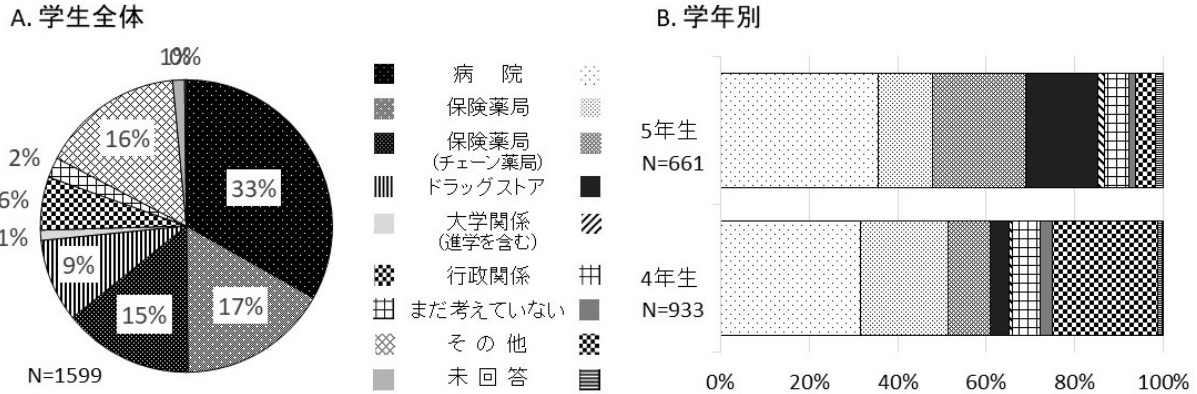 A. 学生全体
B. 学年別
1%
0%
16%
2%
6%
1%
9%
15%
17%
33%
N=1599
病　院
保険薬局
保険薬局
(チェーン薬局)
ドラッグストア
大学関係
(進学を含む)
行政関係
まだ考えていない
そ の 他
未 回 答
5年生
N=661
4年生
N=933
0%
20%
40%
60%
80%
100%